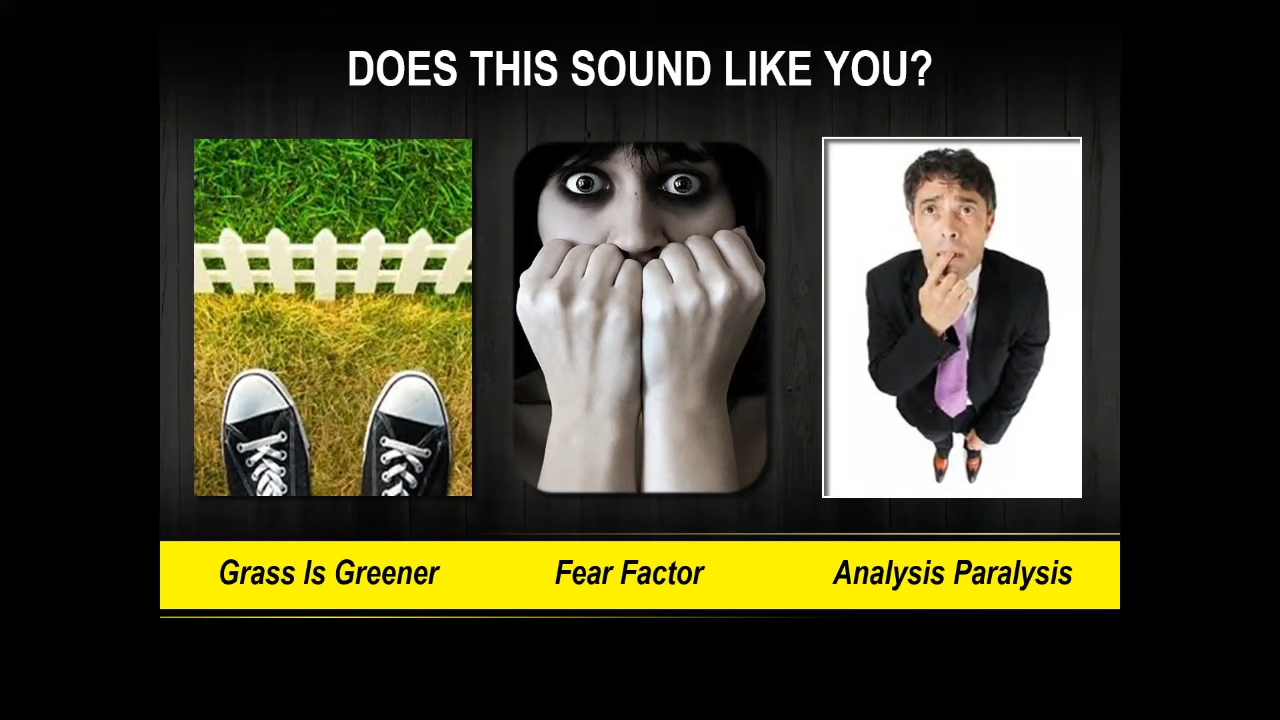 DOES THIS SOUND LIKE YOU?
Grass Is Greener
Fear Factor
Analysis Paralysis